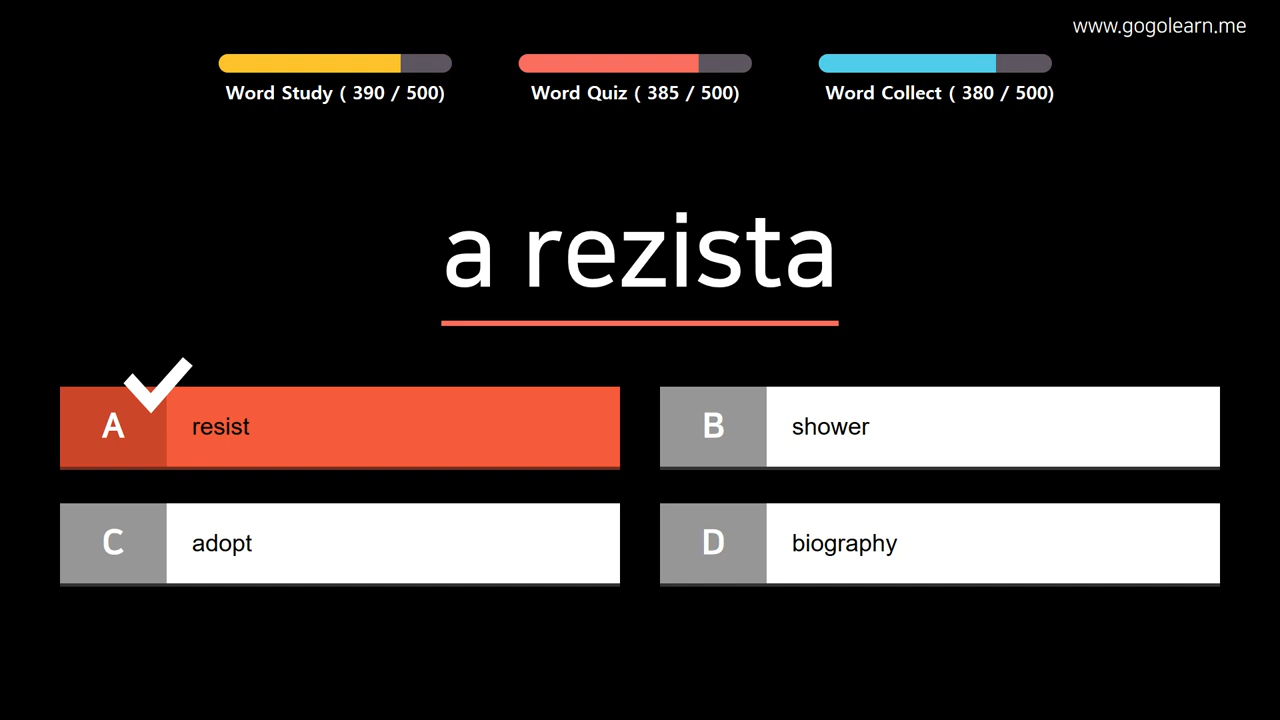 www.gogolearn.me
Word Study ( 390 / 500)
Word Quiz ( 385 / 500)
Word Collect ( 380 / 500)
a rezista
A resist
B shower
C adopt
D biography